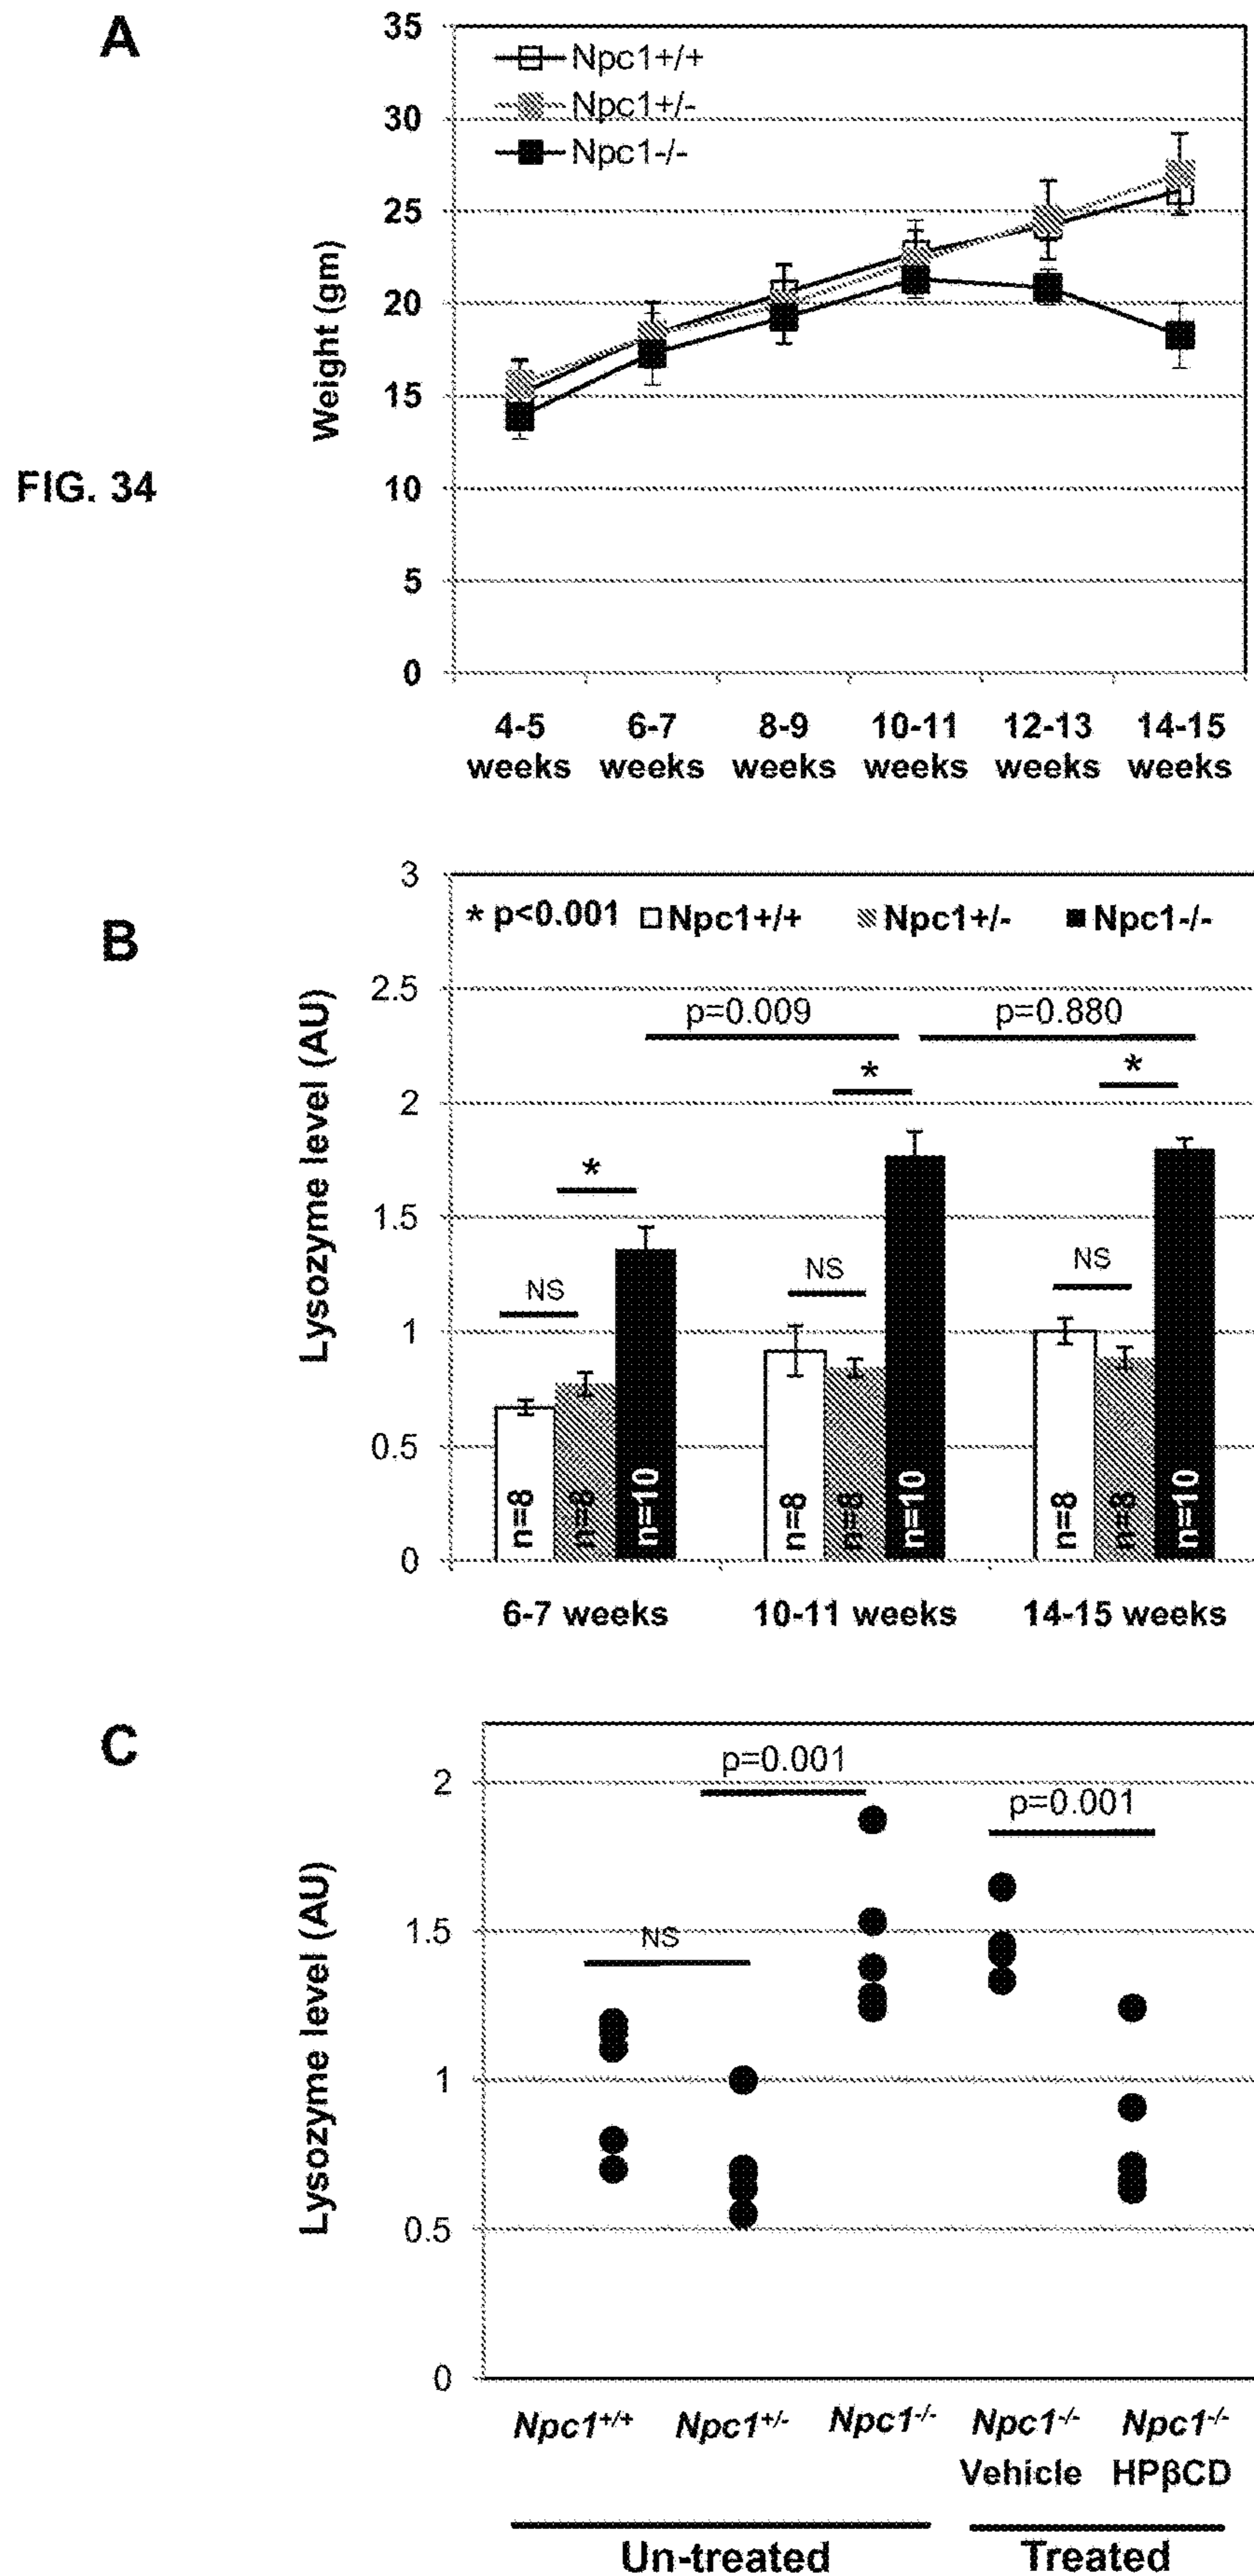 A
35
30
25
20
15
10
5
0
Weight (gm)
Npc1+/+
Npc1+/-
Npc1-/-
FIG. 34
4-5 6-7 8-9 10-11 12-13 14-15
weeks weeks weeks weeks weeks weeks
B
3
2.5
2
1.5
1
0.5
0
Lysozyme level (AU)
* p<0.001 Npc1+/+ Npc1+/- Npc1-/-
p=0.009 p=0.880
* * *
NS NS NS
n=8 n=8 n=10 n=8 n=8 n=10 n=8 n=8 n=10
6-7 weeks 10-11 weeks 14-15 weeks
C
2
1.5
1
0.5
0
Lysozyme level (AU)
p=0.001
p=0.001
NS
Npc1+/+ Npc1+/- Npc1-/- Npc1-/- Npc1-/-
Vehicle HPβCD
Un-treated Treated